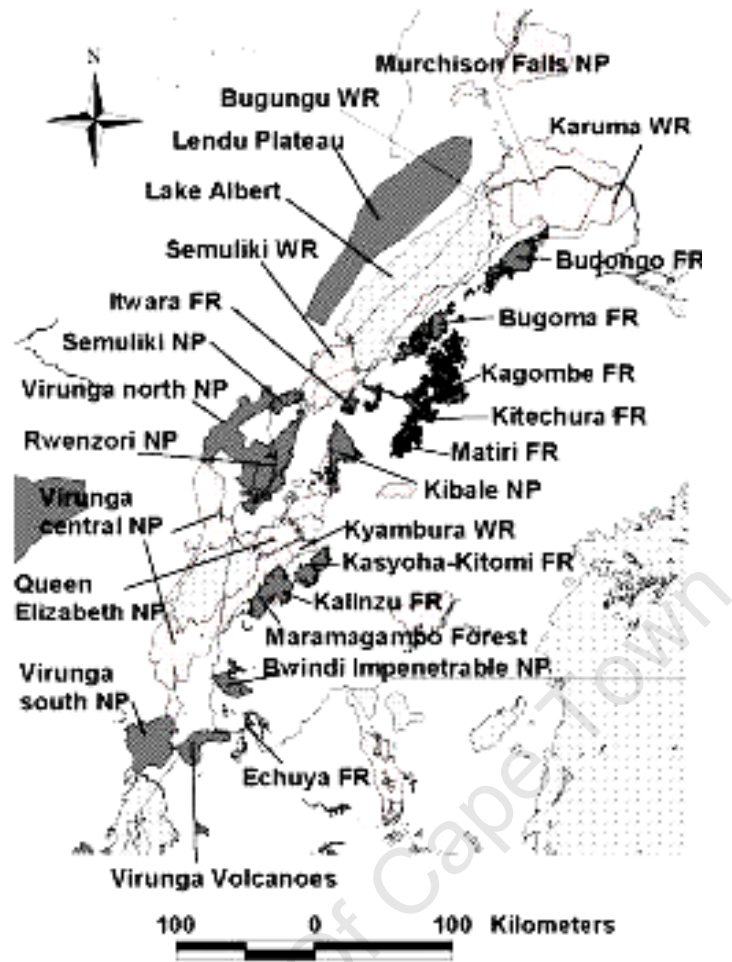 N
Murchison Falls NP
Bugungu WR
Karuma WR
Lendu Plateau
Lake Albert
Semuliki WR
Budongo FR
Itwara FR
Bugoma FR
Semuliki NP
Kagombe FR
Virunga north NP
Kitechura FR
Rwenzori NP
Matiri FR
Kibale NP
Virunga
central NP
Kyambura WR
Kasyoha-Kitomi FR
Queen
Elizabeth NP
Kalinzu FR
Maramagambo Forest
Bwindi Impenetrable NP
Virunga
south NP
Echuya FR
Virunga Volcanoes
100 0 100 Kilometers
of Cape Town